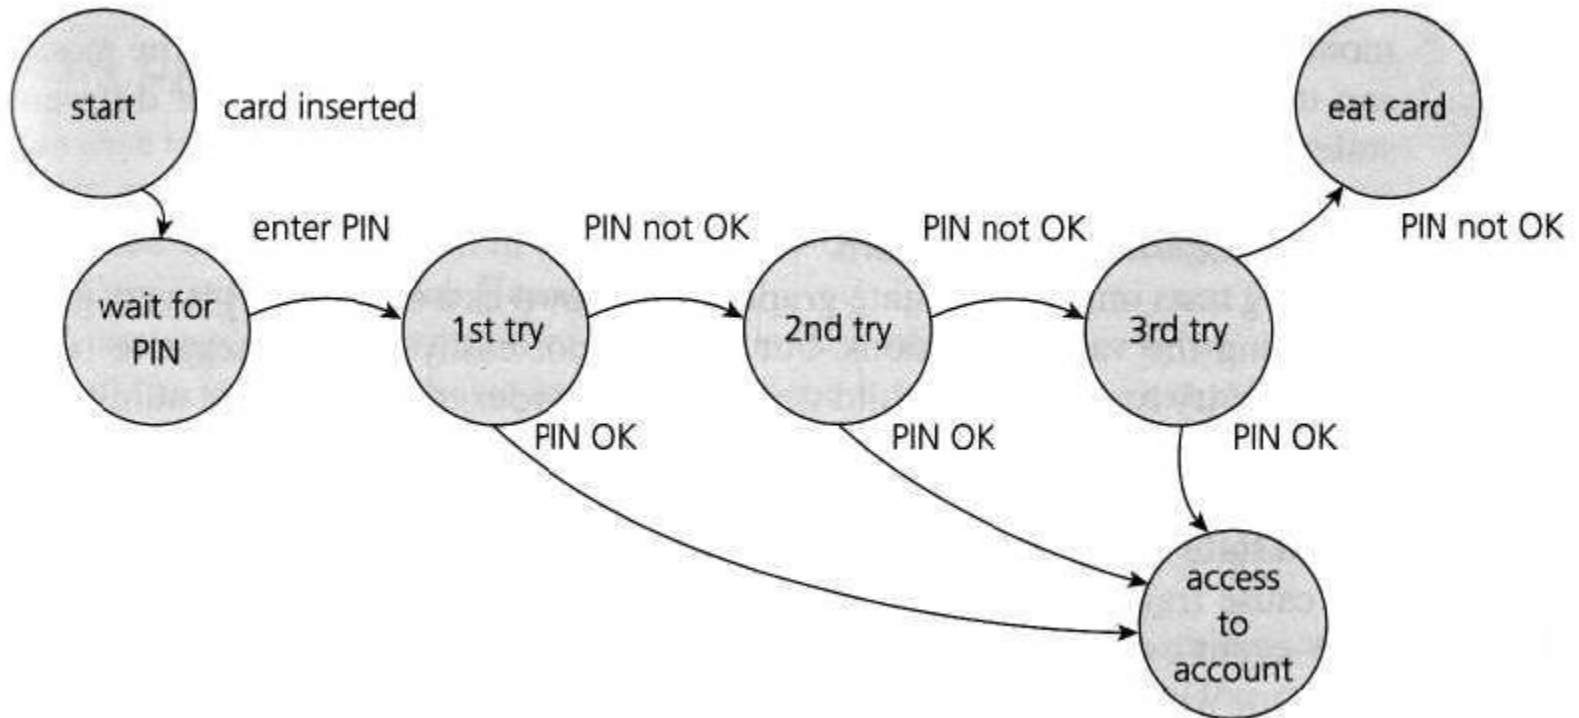 start
card inserted
eat card
enter PIN
PIN not OK
PIN not OK
PIN not OK
wait for
PIN
1st try
2nd try
3rd try
PIN OK
PIN OK
PIN OK
access
to
account